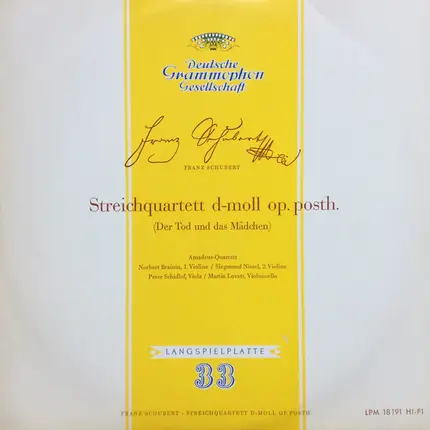 Deutsche
Grammophon
Gesellschaft
Franz Schubert
FRANZ SCHUBERT
Streichquartett d-moll op. posth.
(Der Tod und das Mädchen)
Amadeus-Quartett
Norbert Brainin, 1. Violine / Siegmund Nissel, 2. Violine
Peter Schidlof, Viola / Martin Lovett, Violoncello
LANGSPIELPLATTE
33
FRANZ SCHUBERT · STREICHQUARTETT D-MOLL OP. POSTH.
LPM 18191 HI-FI